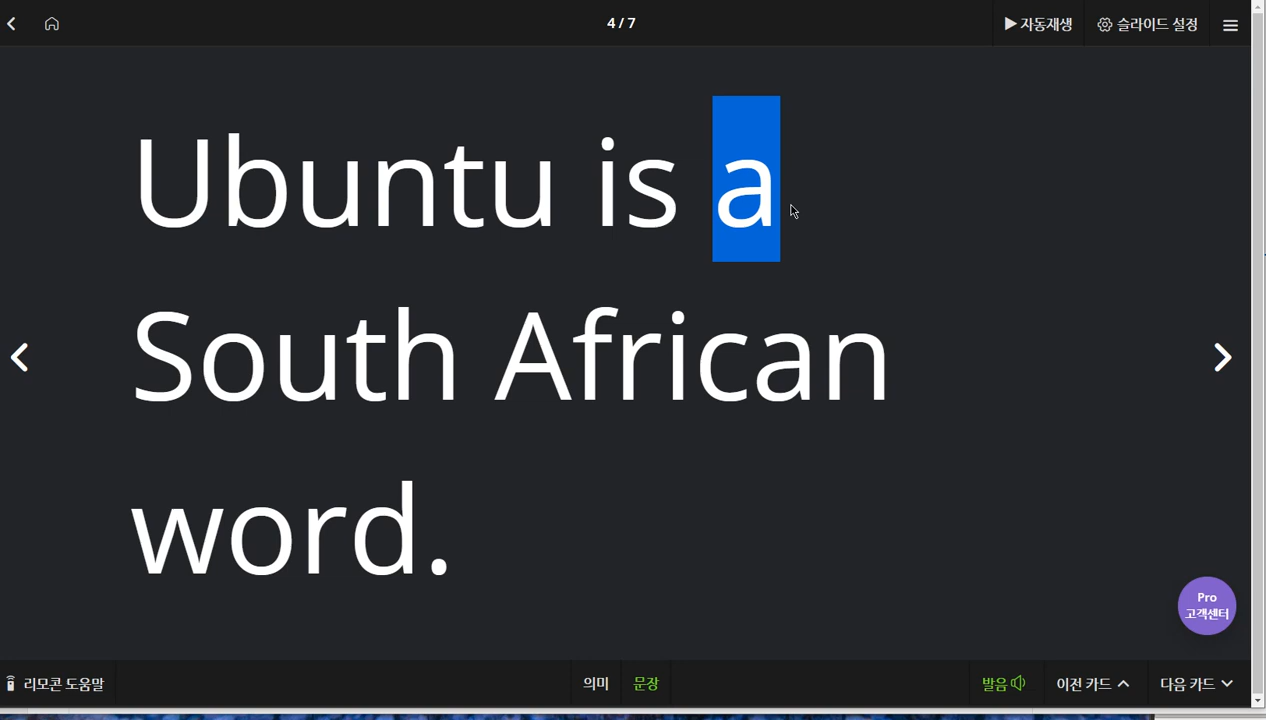 4 / 7
자동재생
슬라이드 설정
Ubuntu is a
South African
word.
Pro
고객센터
리모콘 도움말
의미
문장
발음
이전 카드
다음 카드